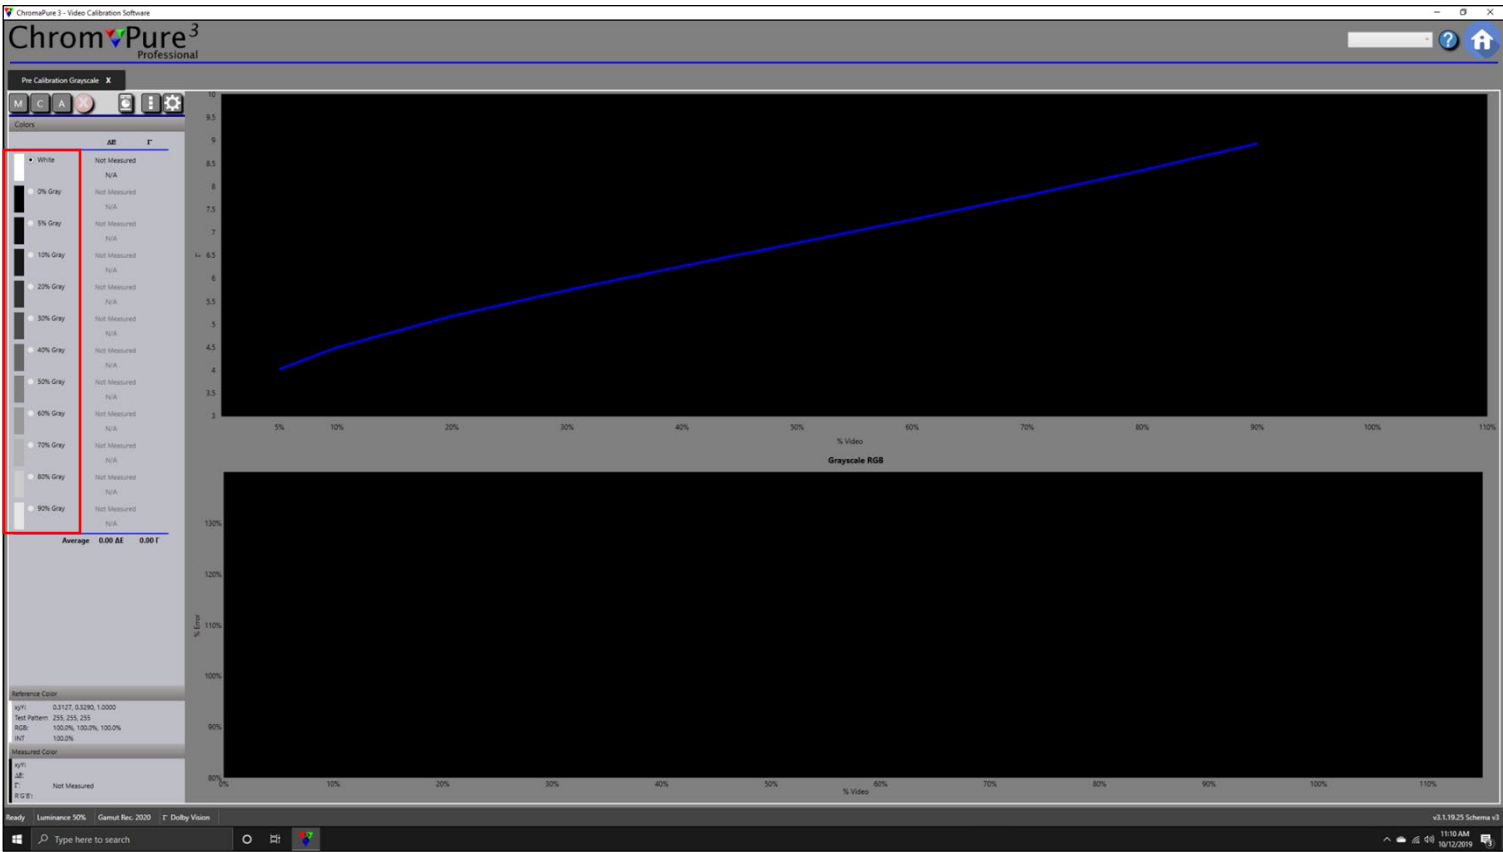 ChromaPure 3 - Video Calibration Software
ChromPure3
Professional
Pre Calibration Grayscale X
M C A
Colors
ΔE Γ
White Not Measured
N/A
0% Gray Not Measured
N/A
5% Gray Not Measured
N/A
10% Gray Not Measured
N/A
20% Gray Not Measured
N/A
30% Gray Not Measured
N/A
40% Gray Not Measured
N/A
50% Gray Not Measured
N/A
60% Gray Not Measured
N/A
70% Gray Not Measured
N/A
80% Gray Not Measured
N/A
90% Gray Not Measured
N/A
Average 0.00 ΔE 0.00 Γ
Reference Color
xyY: 0.3127, 0.3290, 1.0000
Test Pattern 255, 255, 255
RGB: 100.0%, 100.0%, 100.0%
INT 100.0%
Measured Color
xyY:
ΔE:
Γ: Not Measured
R'G'B':
10
9.5
9
8.5
8
7.5
7
Γ 6.5
6
5.5
5
4.5
4
3.5
3
5% 10% 20% 30% 40% 50% 60% 70% 80% 90% 100% 110%
% Video
Grayscale RGB
130%
120%
% Error
110%
100%
90%
80%
0% 10% 20% 30% 40% 50% 60% 70% 80% 90% 100% 110%
% Video
Ready Luminance 50% Gamut Rec. 2020 Γ Dolby Vision v3.1.19.25 Schema v3
Type here to search
11:10 AM
10/12/2019